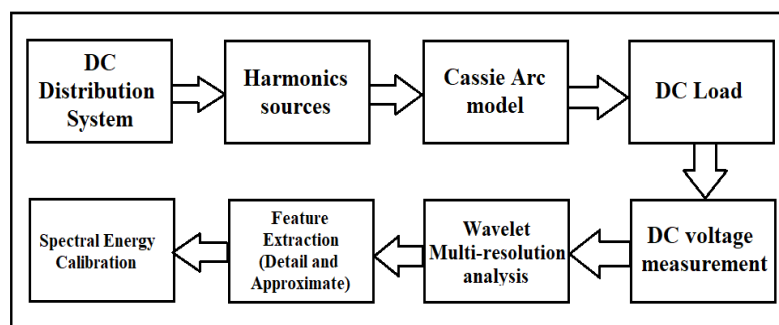 DC
Distribution
System
Harmonics
sources
Cassie Arc
model
DC Load
DC voltage
measurement
Wavelet
Multi-resolution
analysis
Feature
Extraction
(Detail and
Approximate)
Spectral Energy
Calibration